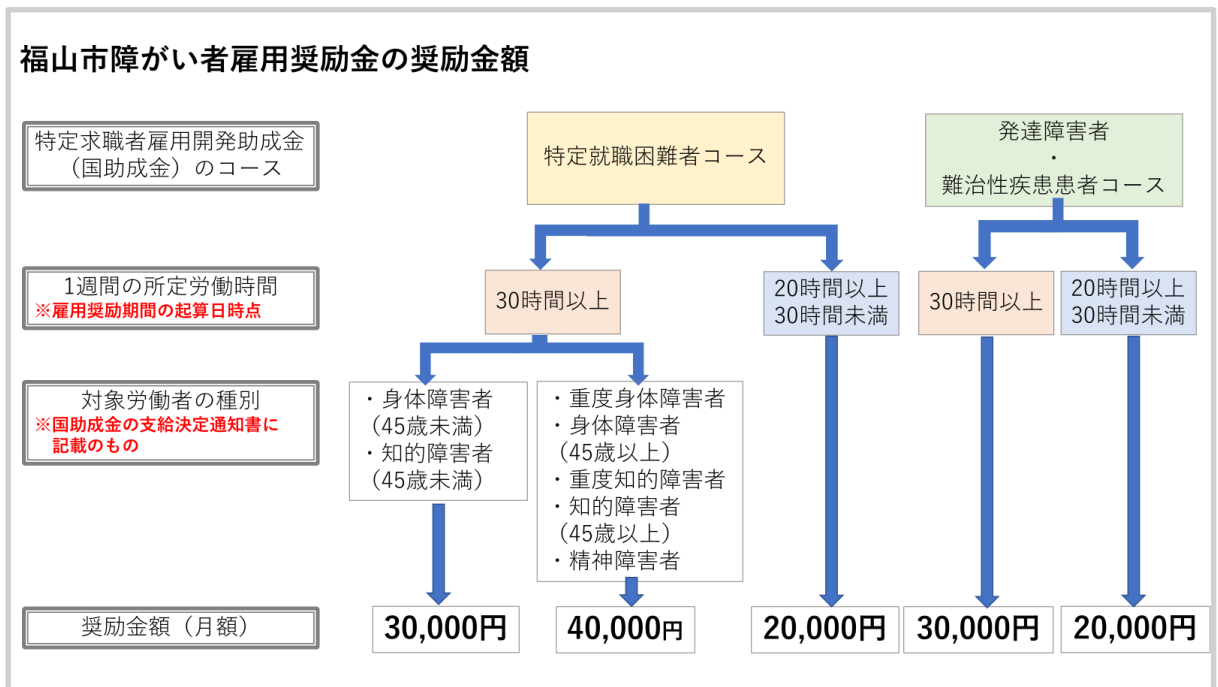 福山市障がい者雇用奨励金の奨励金額
特定求職者雇用開発助成金
（国助成金）のコース
特定就職困難者コース
発達障害者
・
難治性疾患患者コース
1週間の所定労働時間
※雇用奨励期間の起算日時点
30時間以上
20時間以上
30時間未満
30時間以上
20時間以上
30時間未満
対象労働者の種別
※国助成金の支給決定通知書に
記載のもの
・身体障害者
（45歳未満）
・知的障害者
（45歳未満）
・重度身体障害者
・身体障害者
（45歳以上）
・重度知的障害者
・知的障害者
（45歳以上）
・精神障害者
奨励金額（月額）
30,000円
40,000円
20,000円
30,000円
20,000円